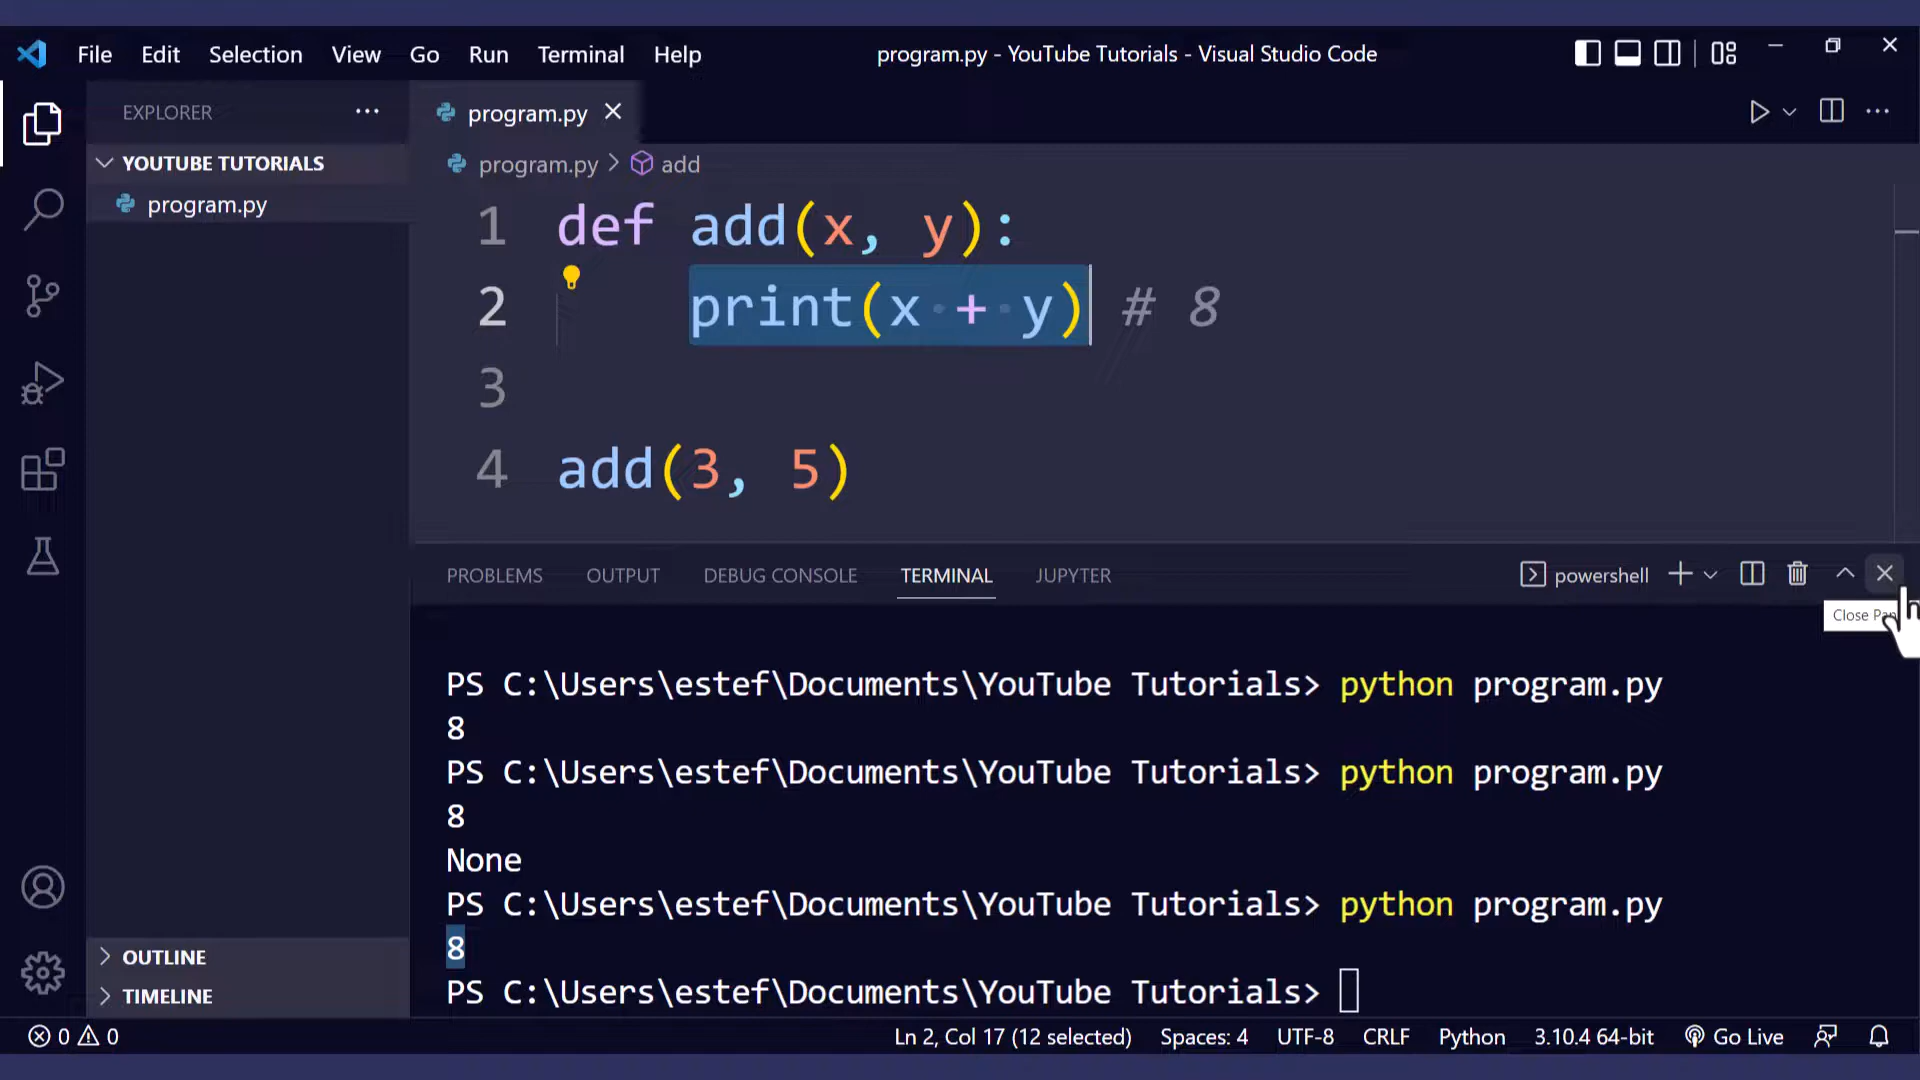 File Edit Selection View Go Run Terminal Help program.py - YouTube Tutorials - Visual Studio Code
EXPLORER
YOUTUBE TUTORIALS
program.py
OUTLINE
TIMELINE
program.py
program.py > add
1 def add(x, y):
2 print(x + y) # 8
3
4 add(3, 5)
PROBLEMS OUTPUT DEBUG CONSOLE TERMINAL JUPYTER powershell
Close
PS C:\Users\estef\Documents\YouTube Tutorials> python program.py
8
PS C:\Users\estef\Documents\YouTube Tutorials> python program.py
8
None
PS C:\Users\estef\Documents\YouTube Tutorials> python program.py
8
PS C:\Users\estef\Documents\YouTube Tutorials>
0 0 Ln 2, Col 17 (12 selected) Spaces: 4 UTF-8 CRLF Python 3.10.4 64-bit Go Live